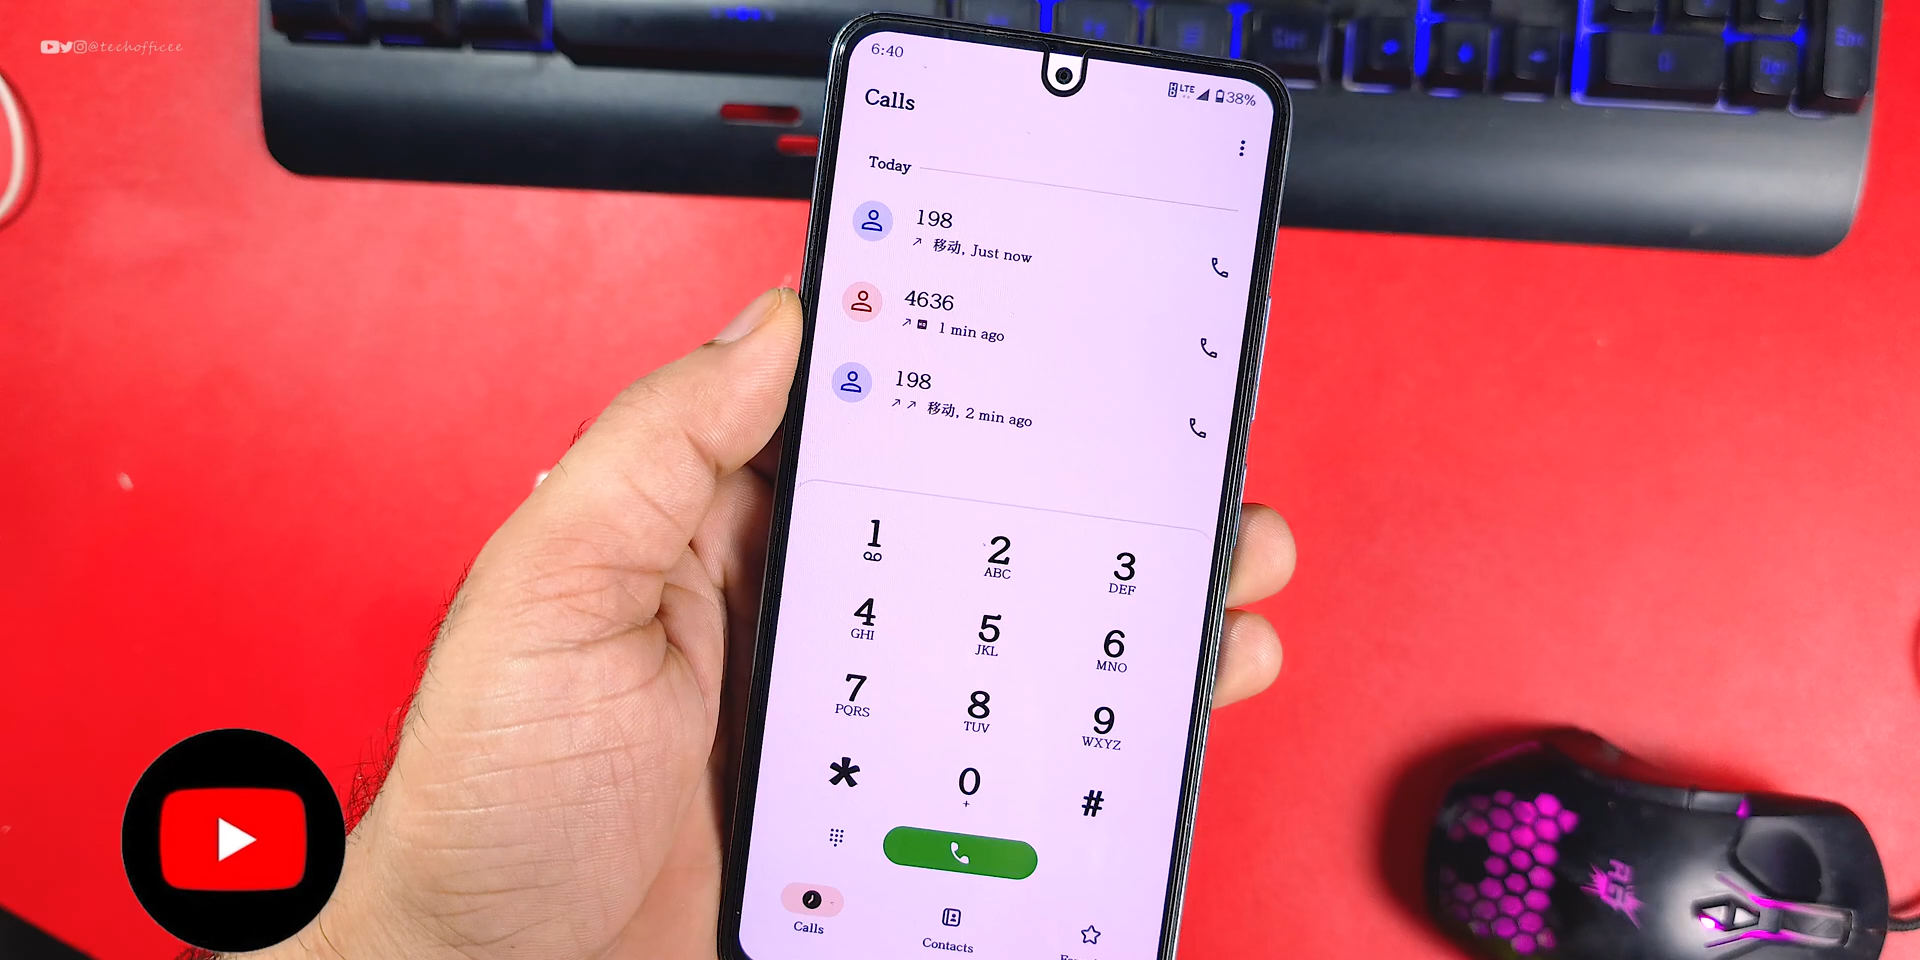 @techofficee
6:40
LTE 38%
Calls
Today
198
移动, Just now
4636
1 min ago
198
移动, 2 min ago
1
2
ABC
3
DEF
4
GHI
5
JKL
6
MNO
7
PQRS
8
TUV
9
WXYZ
*
0
+
#
Calls
Contacts